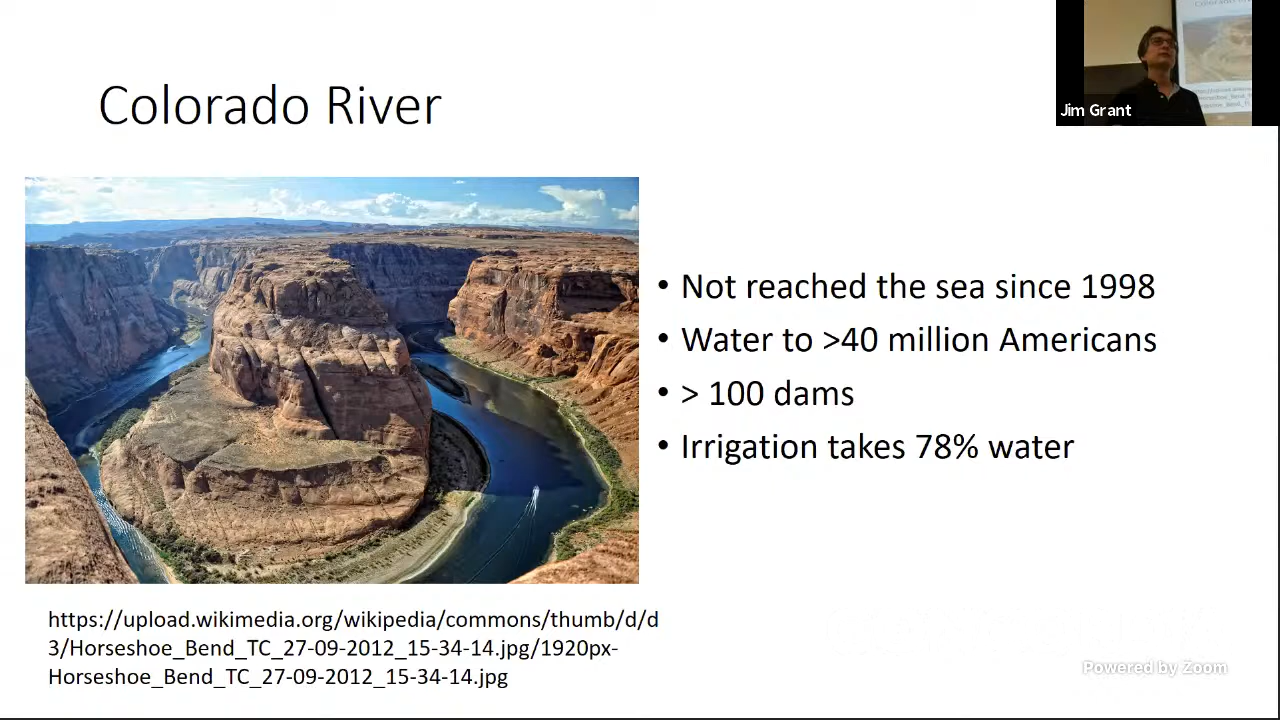 Colorado River
Jim Grant
• Not reached the sea since 1998
• Water to >40 million Americans
• > 100 dams
• Irrigation takes 78% water
https://upload.wikimedia.org/wikipedia/commons/thumb/d/d
3/Horseshoe_Bend_TC_27-09-2012_15-34-14.jpg/1920px-
Horseshoe_Bend_TC_27-09-2012_15-34-14.jpg
Powered by Zoom